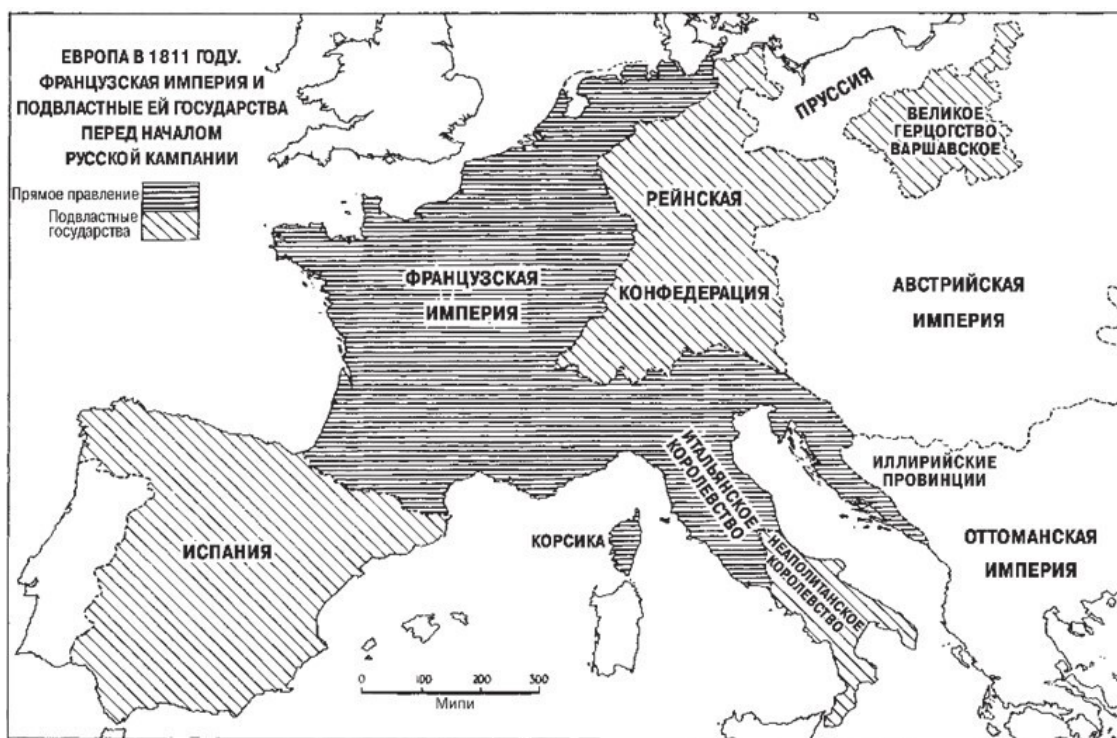 ЕВРОПА В 1811 ГОДУ.
ФРАНЦУЗСКАЯ ИМПЕРИЯ И
ПОДВЛАСТНЫЕ ЕЙ ГОСУДАРСТВА
ПЕРЕД НАЧАЛОМ
РУССКОЙ КАМПАНИИ
Прямое правление
Подвластные
государства
ПРУССИЯ
ВЕЛИКОЕ
ГЕРЦОГСТВО
ВАРШАВСКОЕ
РЕЙНСКАЯ
КОНФЕДЕРАЦИЯ
ФРАНЦУЗСКАЯ
ИМПЕРИЯ
АВСТРИЙСКАЯ
ИМПЕРИЯ
ИТАЛЬЯНСКОЕ
КОРОЛЕВСТВО
ИЛЛИРИЙСКИЕ
ПРОВИНЦИИ
ИСПАНИЯ
КОРСИКА
НЕАПОЛИТАНСКОЕ
КОРОЛЕВСТВО
ОТТОМАНСКАЯ
ИМПЕРИЯ
0 100 200 300
Мипи